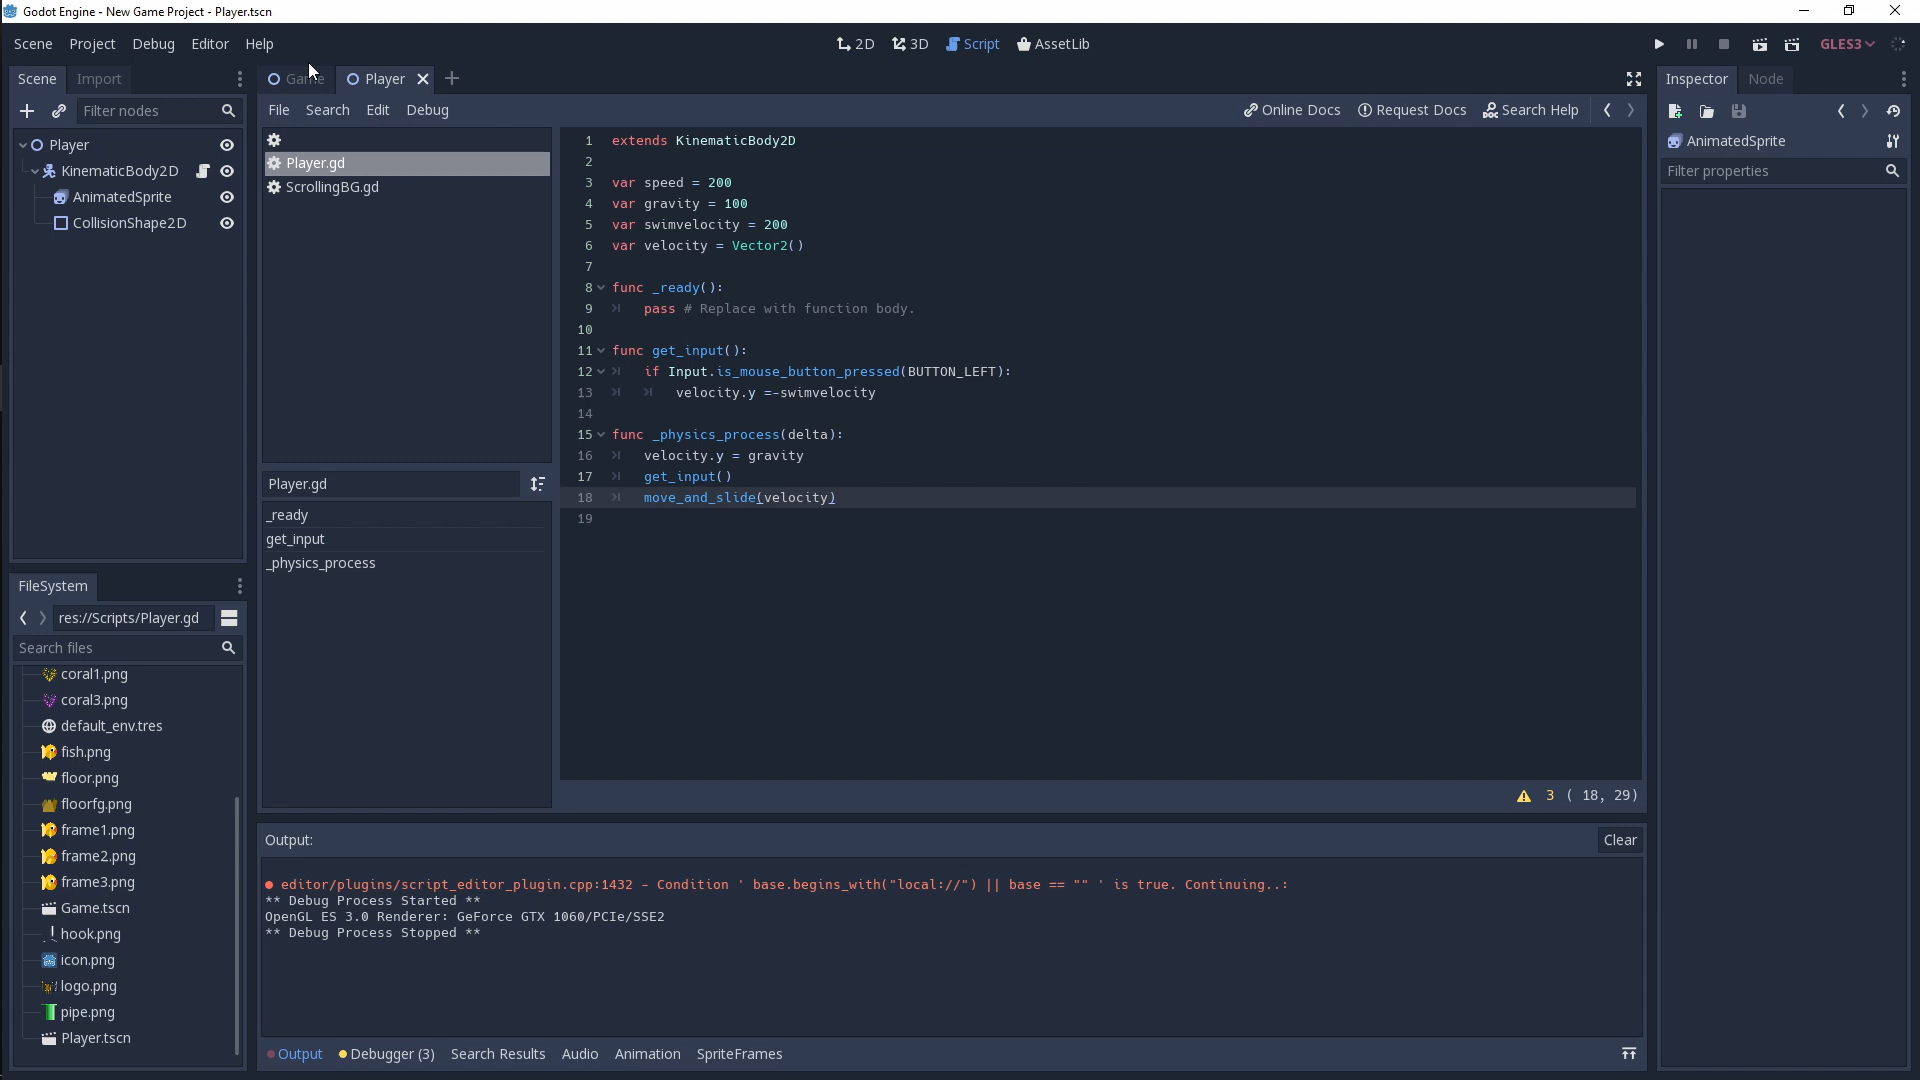 Godot Engine - New Game Project - Player.tscn
Scene Project Debug Editor Help
2D 3D Script AssetLib
GLES3
Scene Import
Filter nodes
Player
KinematicBody2D
AnimatedSprite
CollisionShape2D
FileSystem
res://Scripts/Player.gd
Search files
coral1.png
coral3.png
default_env.tres
fish.png
floor.png
floorfg.png
frame1.png
frame2.png
frame3.png
Game.tscn
hook.png
icon.png
logo.png
pipe.png
Player.tscn
Game Player
File Search Edit Debug
Online Docs Request Docs Search Help
Player.gd
ScrollingBG.gd
Player.gd
_ready
get_input
_physics_process
1 extends KinematicBody2D
2
3 var speed = 200
4 var gravity = 100
5 var swimvelocity = 200
6 var velocity = Vector2()
7
8 func _ready():
9 pass # Replace with function body.
10
11 func get_input():
12 if Input.is_mouse_button_pressed(BUTTON_LEFT):
13 velocity.y =-swimvelocity
14
15 func _physics_process(delta):
16 velocity.y = gravity
17 get_input()
18 move_and_slide(velocity)
19
3 ( 18, 29)
Output:
Clear
editor/plugins/script_editor_plugin.cpp:1432 - Condition ' base.begins_with("local://") || base == "" ' is true. Continuing..:
** Debug Process Started **
OpenGL ES 3.0 Renderer: GeForce GTX 1060/PCIe/SSE2
** Debug Process Stopped **
Output Debugger (3) Search Results Audio Animation SpriteFrames
Inspector Node
AnimatedSprite
Filter properties